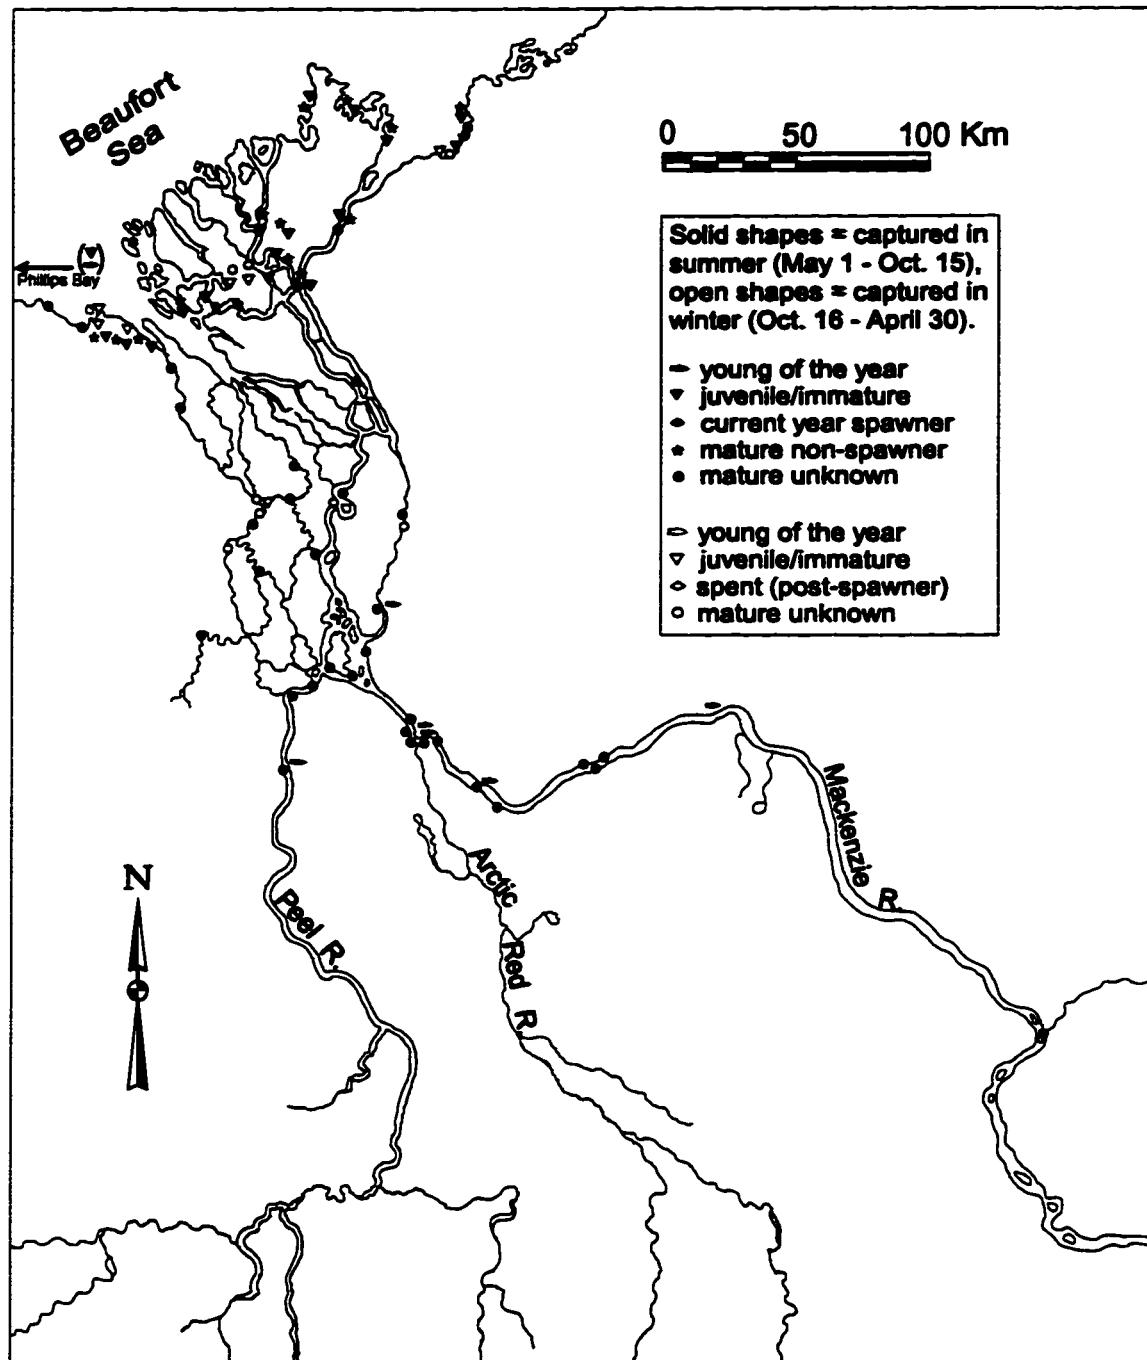 Beaufort
Sea
0 50 100 Km
Solid shapes = captured in
summer (May 1 - Oct. 15),
open shapes = captured in
winter (Oct. 16 - April 30).
young of the year
juvenile/immature
current year spawner
mature non-spawner
mature unknown
young of the year
juvenile/immature
spent (post-spawner)
mature unknown
Phillips Bay
Mackenzie R.
Arctic Red R.
Peel R.
N